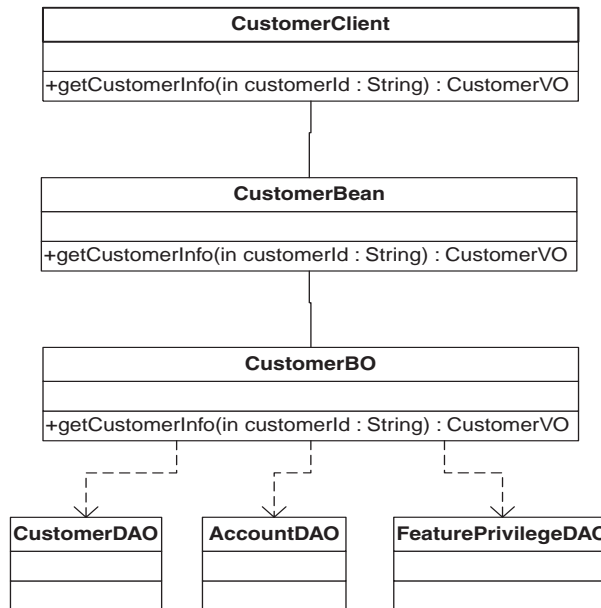 CustomerClient
+getCustomerInfo(in customerId : String) : CustomerVO
CustomerBean
+getCustomerInfo(in customerId : String) : CustomerVO
CustomerBO
+getCustomerInfo(in customerId : String) : CustomerVO
CustomerDAO AccountDAO FeaturePrivilegeDAO